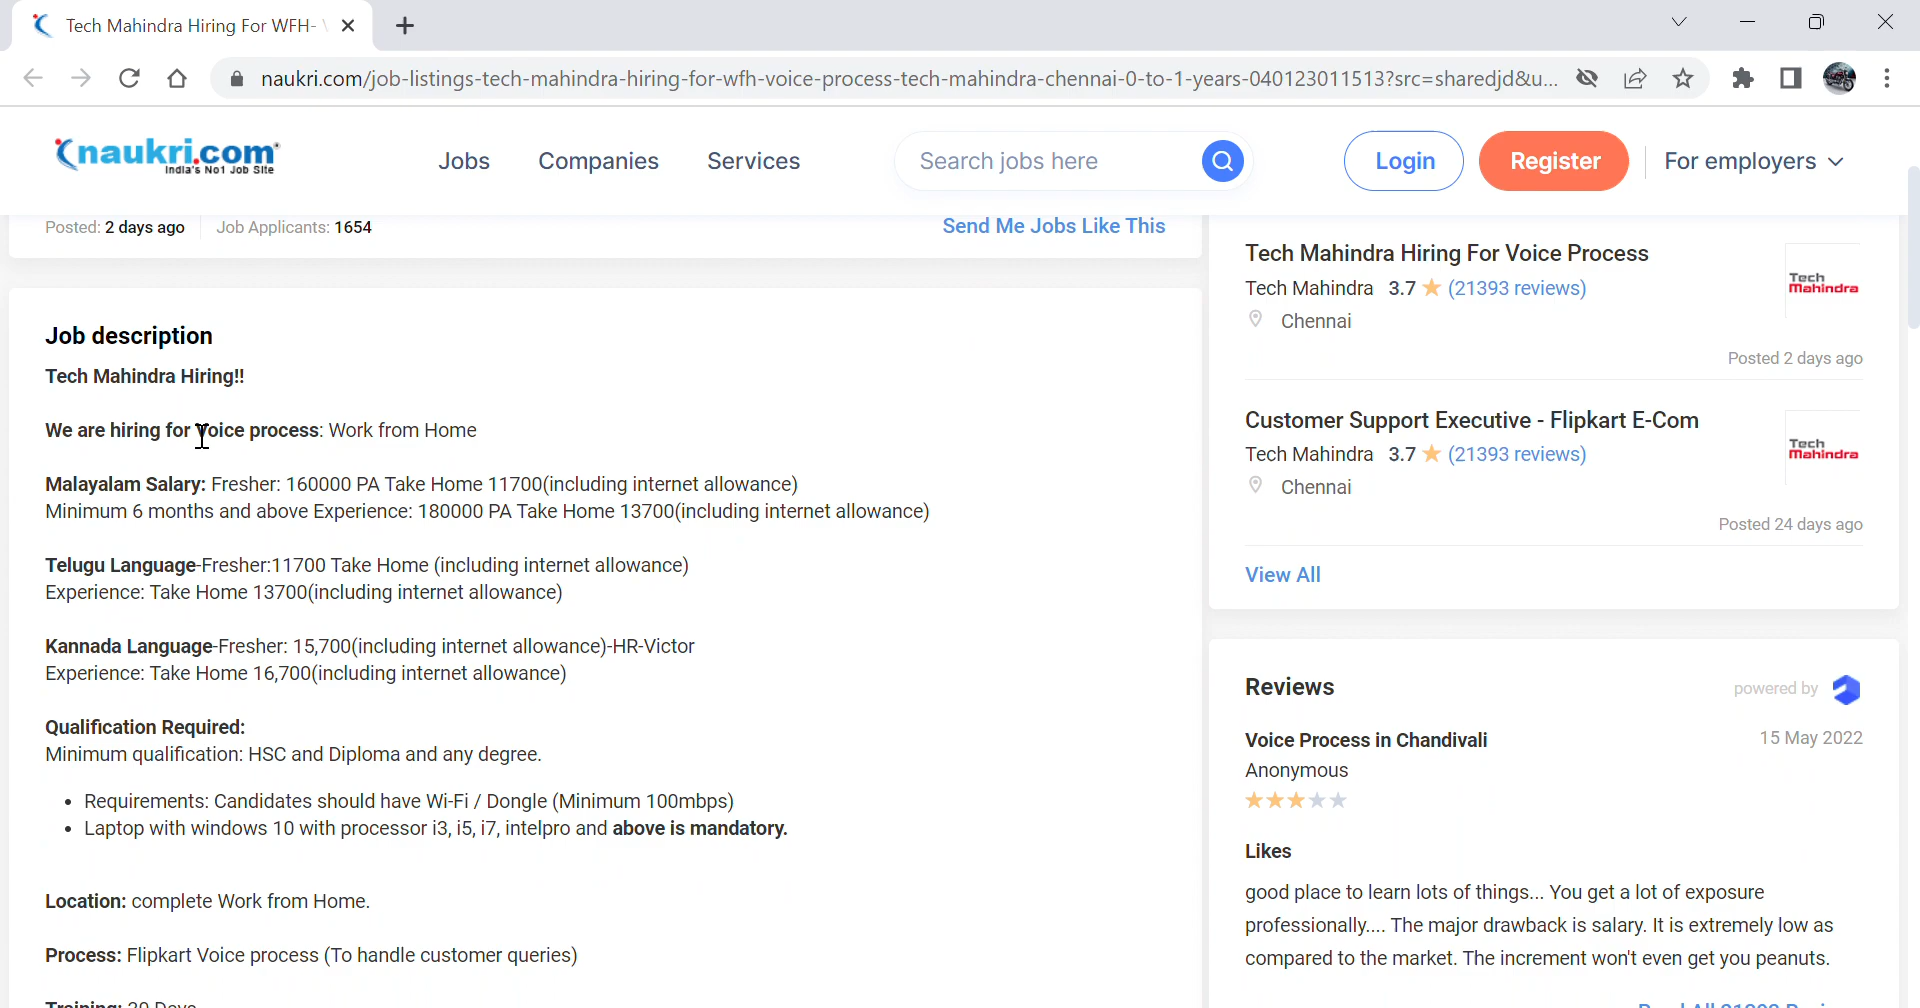 Tech Mahindra Hiring For WFH-
naukri.com/job-listings-tech-mahindra-hiring-for-wfh-voice-process-tech-mahindra-chennai-0-to-1-years-040123011513?src=sharedjd&u...
naukri.com
India's No1 Job Site
Jobs
Companies
Services
Search jobs here
Login
Register
For employers
Posted: 2 days ago
Job Applicants: 1654
Send Me Jobs Like This
Job description
Tech Mahindra Hiring!!
We are hiring for Voice process: Work from Home
Malayalam Salary: Fresher: 160000 PA Take Home 11700(including internet allowance)
Minimum 6 months and above Experience: 180000 PA Take Home 13700(including internet allowance)
Telugu Language-Fresher:11700 Take Home (including internet allowance)
Experience: Take Home 13700(including internet allowance)
Kannada Language-Fresher: 15,700(including internet allowance)-HR-Victor
Experience: Take Home 16,700(including internet allowance)
Qualification Required:
Minimum qualification: HSC and Diploma and any degree.
• Requirements: Candidates should have Wi-Fi / Dongle (Minimum 100mbps)
• Laptop with windows 10 with processor i3, i5, i7, intelpro and above is mandatory.
Location: complete Work from Home.
Process: Flipkart Voice process (To handle customer queries)
Tech Mahindra Hiring For Voice Process
Tech Mahindra 3.7 (21393 reviews)
Tech
Mahindra
Chennai
Posted 2 days ago
Customer Support Executive - Flipkart E-Com
Tech Mahindra 3.7 (21393 reviews)
Tech
Mahindra
Chennai
Posted 24 days ago
View All
Reviews
powered by
Voice Process in Chandivali
15 May 2022
Anonymous
Likes
good place to learn lots of things... You get a lot of exposure
professionally.... The major drawback is salary. It is extremely low as
compared to the market. The increment won't even get you peanuts.